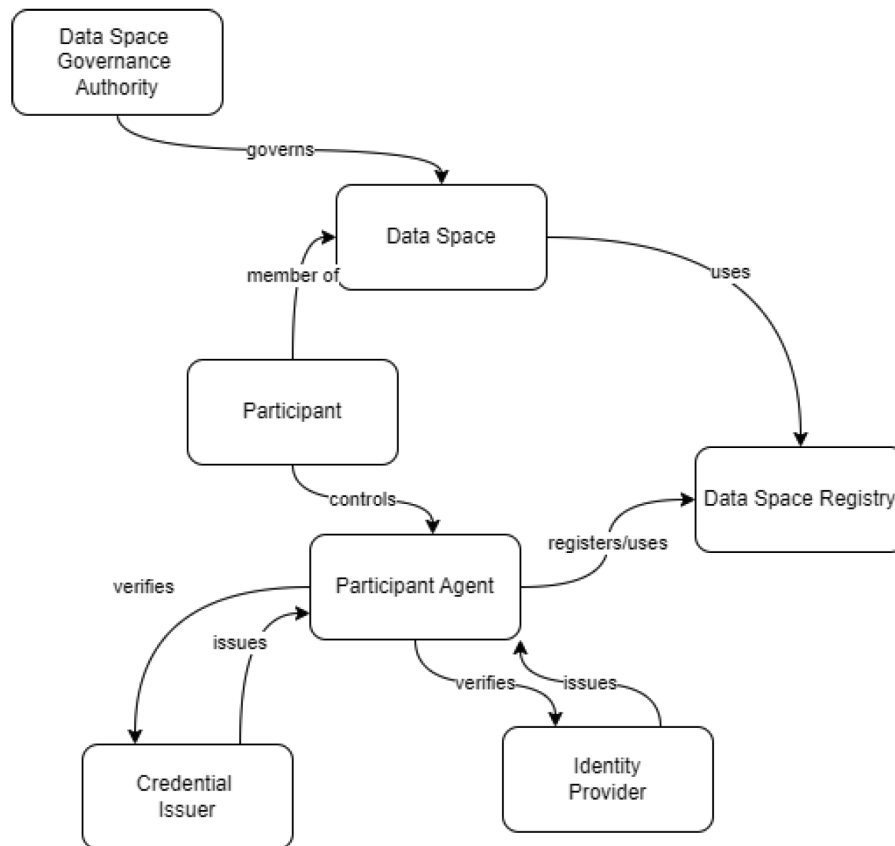 Data Space
Governance
Authority
governs
Data Space
member of
uses
Participant
controls
Data Space Registry
registers/uses
Participant Agent
verifies
issues
verifies
issues
Credential
Issuer
Identity
Provider